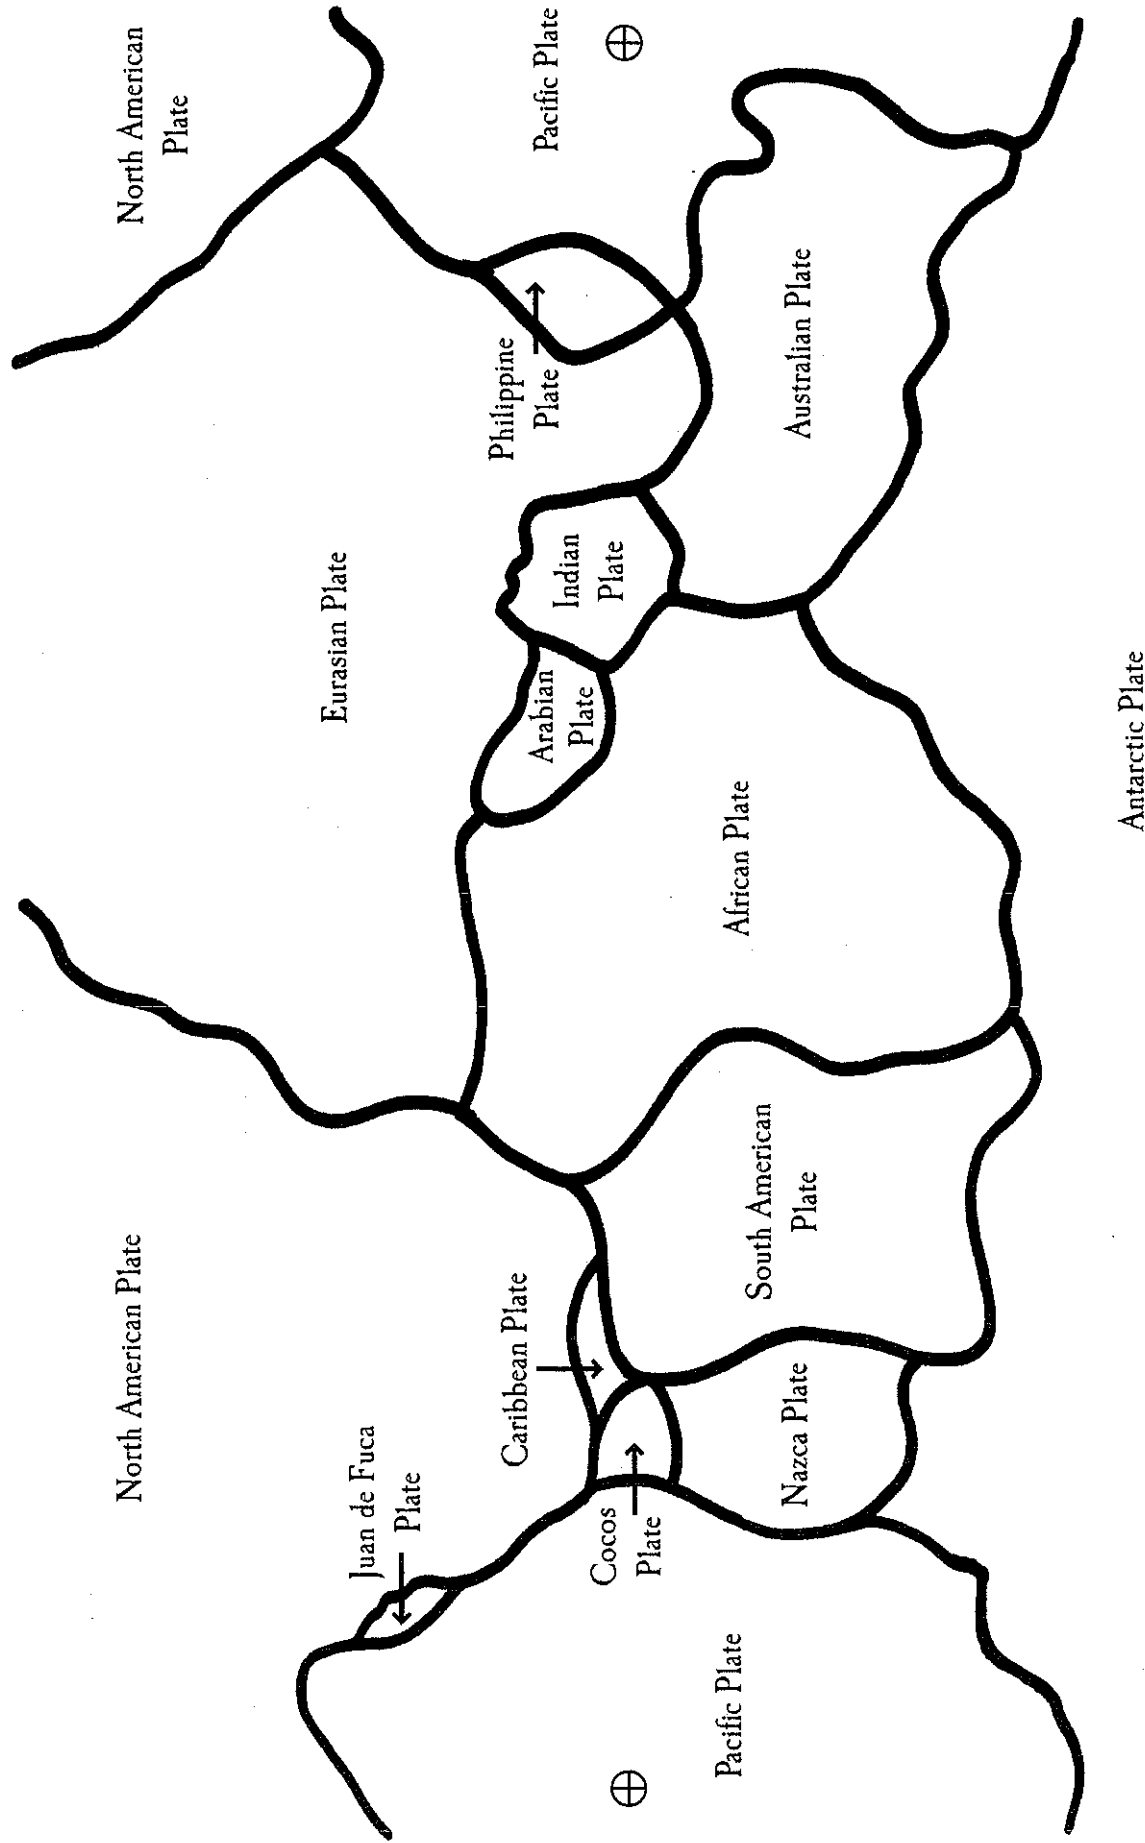 North American Plate
North American
Plate
Juan de Fuca
Plate
Eurasian Plate
Caribbean Plate
Philippine
Plate
Pacific Plate
Cocos
Plate
Arabian
Plate
Indian
Plate
Pacific Plate
Nazca Plate
South American
Plate
African Plate
Australian Plate
Antarctic Plate